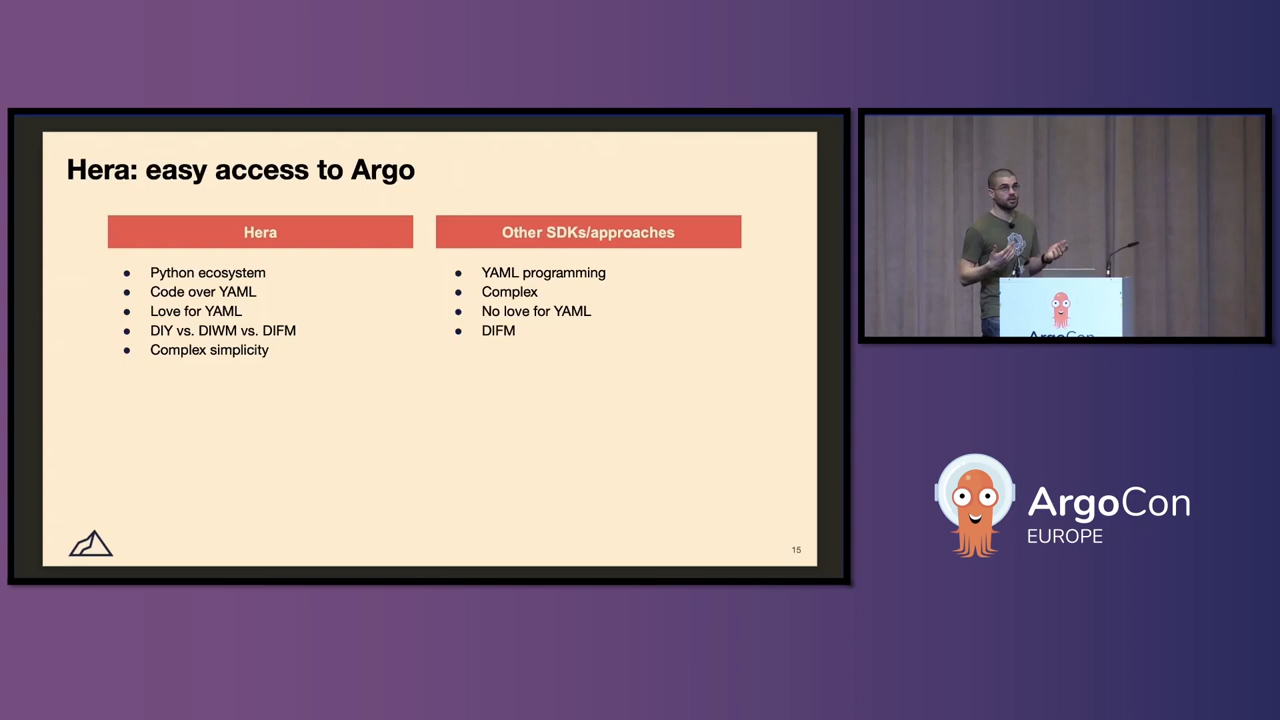 Hera: easy access to Argo
Hera
Python ecosystem
Code over YAML
Love for YAML
DIY vs. DIWM vs. DIFM
Complex simplicity
Other SDKs/approaches
YAML programming
Complex
No love for YAML
DIFM
15
ArgoCon
ArgoCon
EUROPE